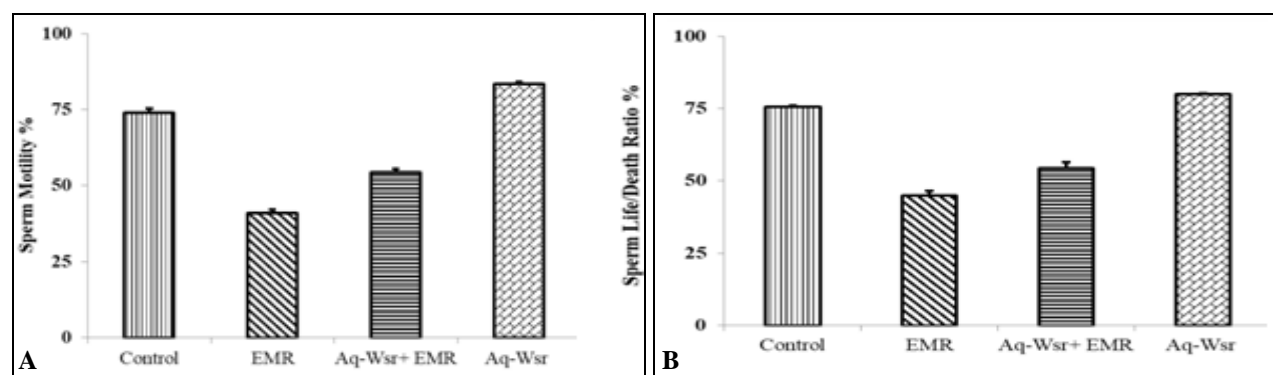 100
75
50
25
0
Sperm Motility %
Control EMR Aq-Wsr+ EMR Aq-Wsr
A
100
75
50
25
0
Sperm Life/Death Ratio %
Control EMR Aq-Wsr+ EMR Aq-Wsr
B